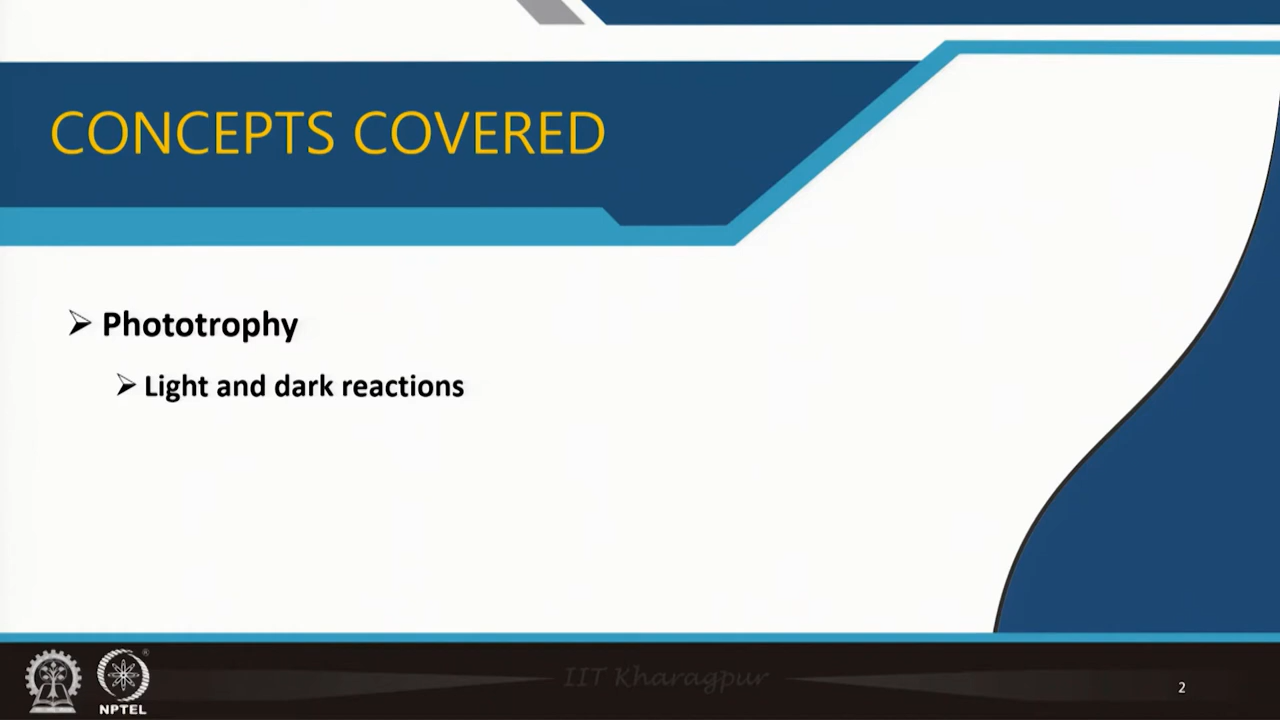 CONCEPTS COVERED
Phototrophy
Light and dark reactions
IIT Kharagpur
NPTEL
2